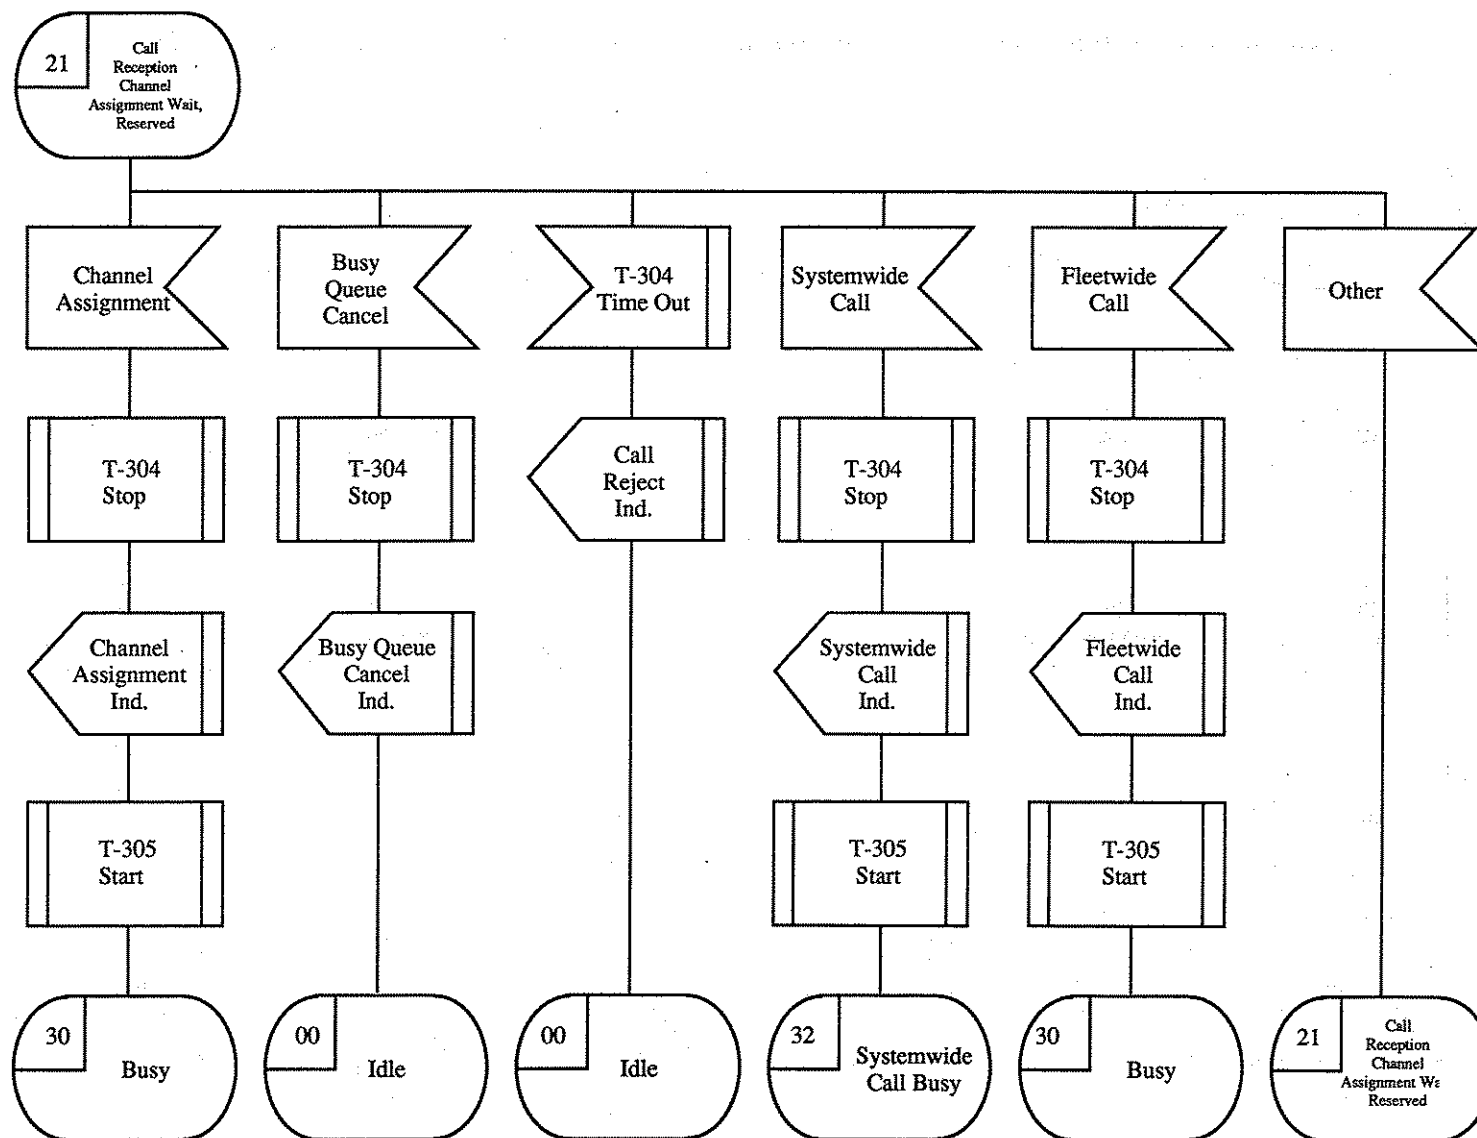 21
Call
Reception
Channel
Assignment Wait,
Reserved
Channel
Assignment
Busy
Queue
Cancel
T-304
Time Out
Systemwide
Call
Fleetwide
Call
Other
T-304
Stop
T-304
Stop
Call
Reject
Ind.
T-304
Stop
T-304
Stop
Channel
Assignment
Ind.
Busy Queue
Cancel
Ind.
Systemwide
Call
Ind.
Fleetwide
Call
Ind.
T-305
Start
T-305
Start
T-305
Start
30
Busy
00
Idle
00
Idle
32
Systemwide
Call Busy
30
Busy
21
Call
Reception
Channel
Assignment
Reserved